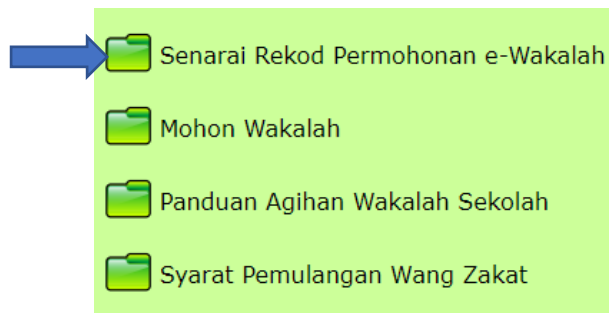 Senarai Rekod Permohonan e-Wakalah
Mohon Wakalah
Panduan Agihan Wakalah Sekolah
Syarat Pemulangan Wang Zakat